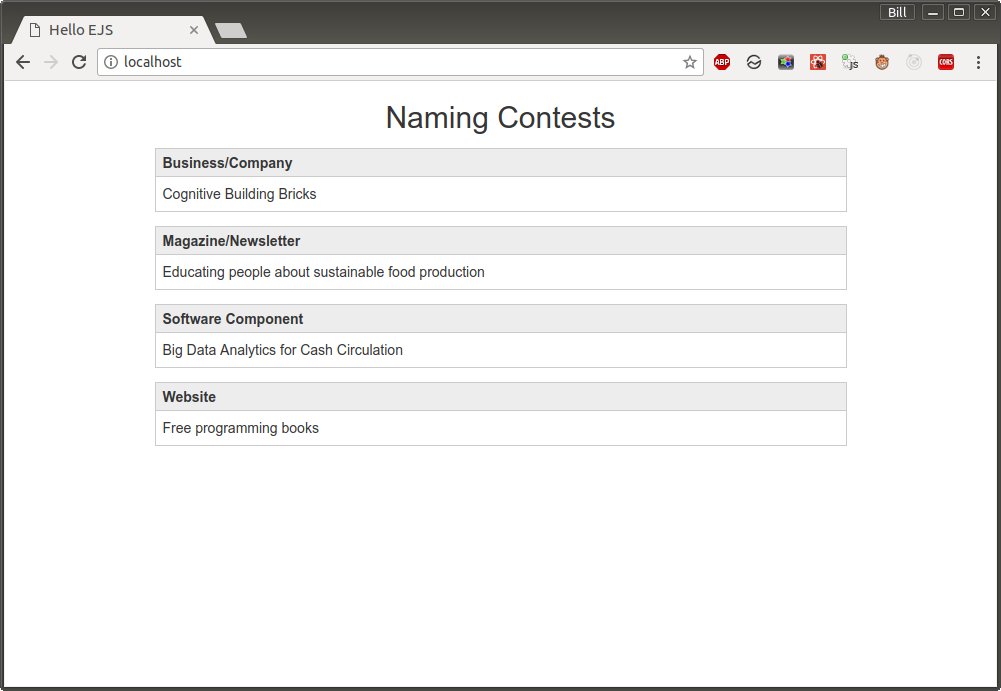 Bill
Hello EJS
localhost
ABP
JS
CORS
Naming Contests
Business/Company
Cognitive Building Bricks
Magazine/Newsletter
Educating people about sustainable food production
Software Component
Big Data Analytics for Cash Circulation
Website
Free programming books